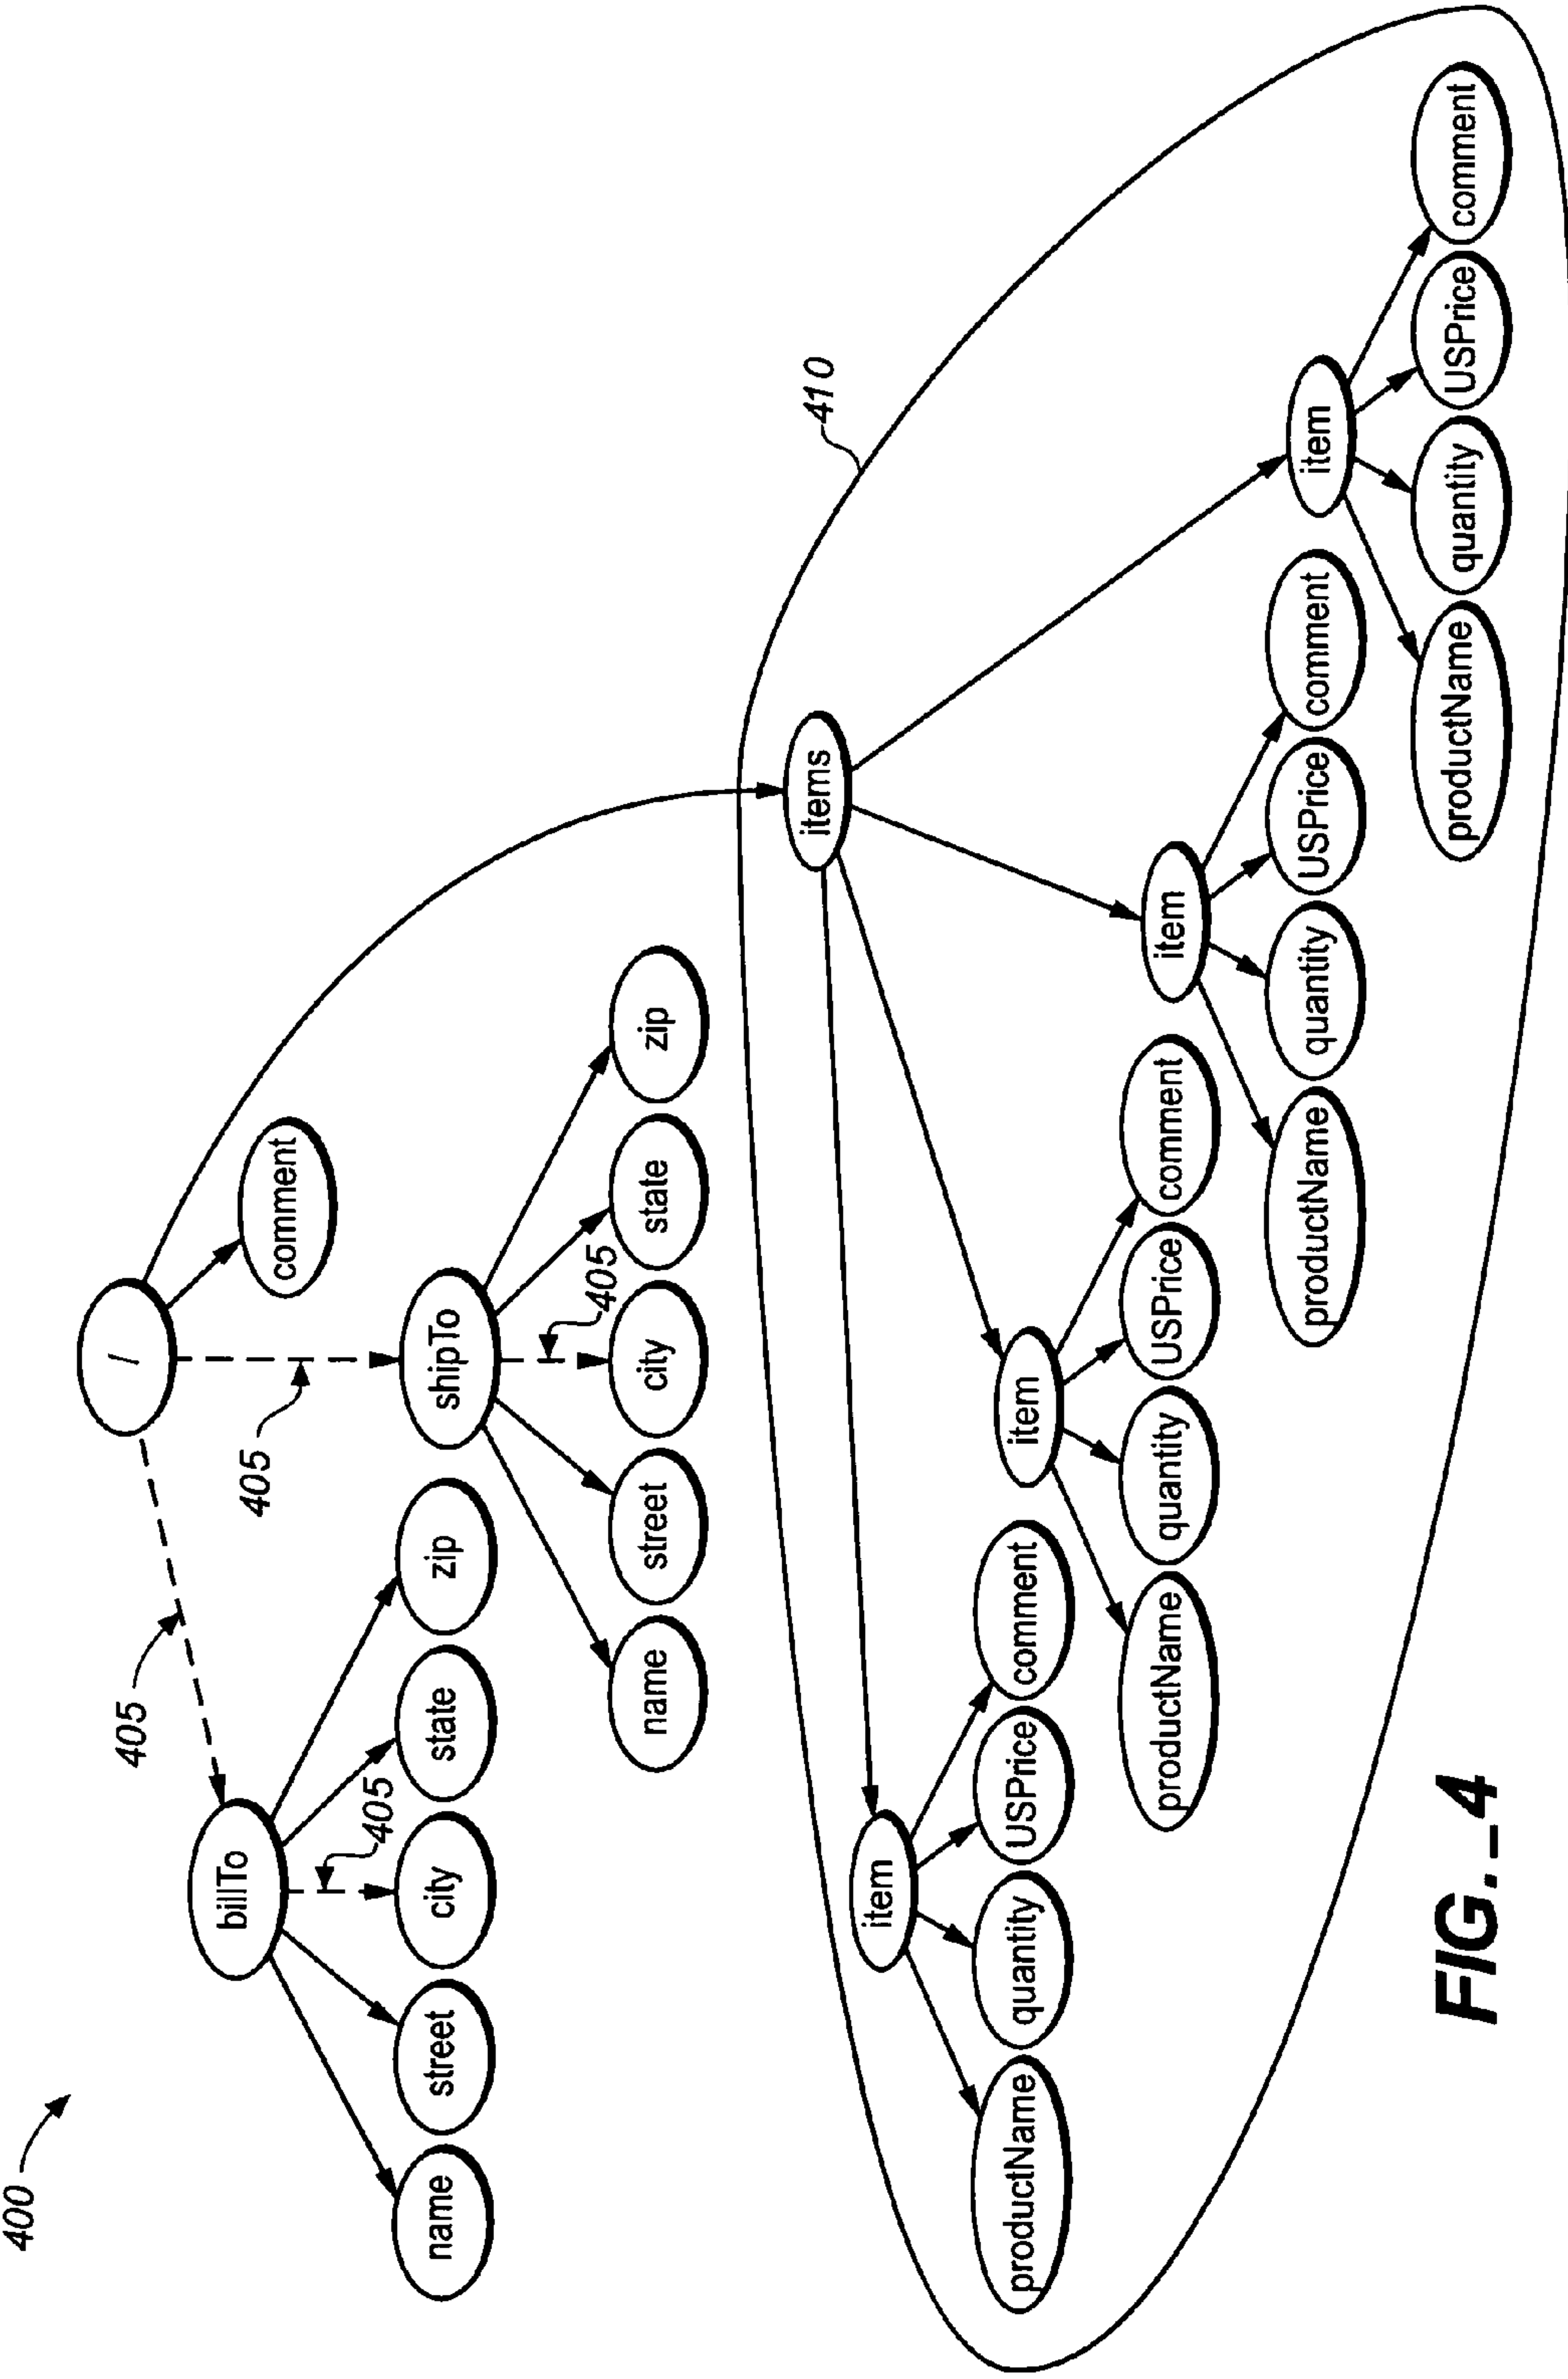 400
/
405
405
comment
billTo
shipTo
405
405
name
street
city
state
zip
name
street
city
state
zip
410
items
item
productName
quantity
USPrice
comment
item
productName
quantity
USPrice
comment
item
productName
quantity
USPrice
comment
item
productName
quantity
USPrice
comment
FIG.-4